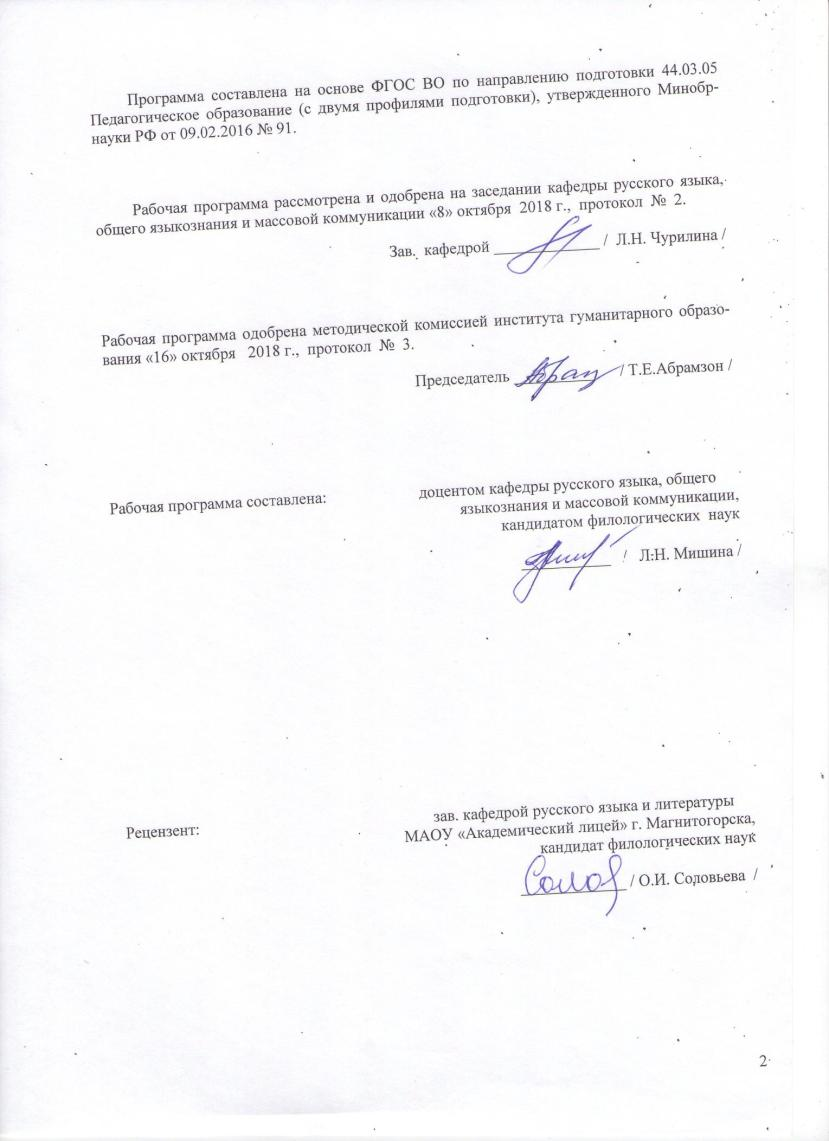 Программа составлена на основе ФГОС ВО по направлению подготовки 44.03.05
Педагогическое образование (с двумя профилями подготовки), утвержденного Минобр-
науки РФ от 09.02.2016 № 91.
Рабочая программа рассмотрена и одобрена на заседании кафедры русского языка,
общего языкознания и массовой коммуникации «8» октября 2018 г., протокол № 2.
Зав. кафедрой ____________ / Л.Н. Чурилина /
Рабочая программа одобрена методической комиссией института гуманитарного образо-
вания «16» октября 2018 г., протокол № 3.
Председатель ____________ / Т.Е.Абрамзон /
Рабочая программа составлена:
доцентом кафедры русского языка, общего
языкознания и массовой коммуникации,
кандидатом филологических наук
____________ / Л.Н. Мишина /
Рецензент:
зав. кафедрой русского языка и литературы
МАОУ «Академический лицей» г. Магнитогорска,
кандидат филологических наук
____________ / О.И. Соловьева /
2